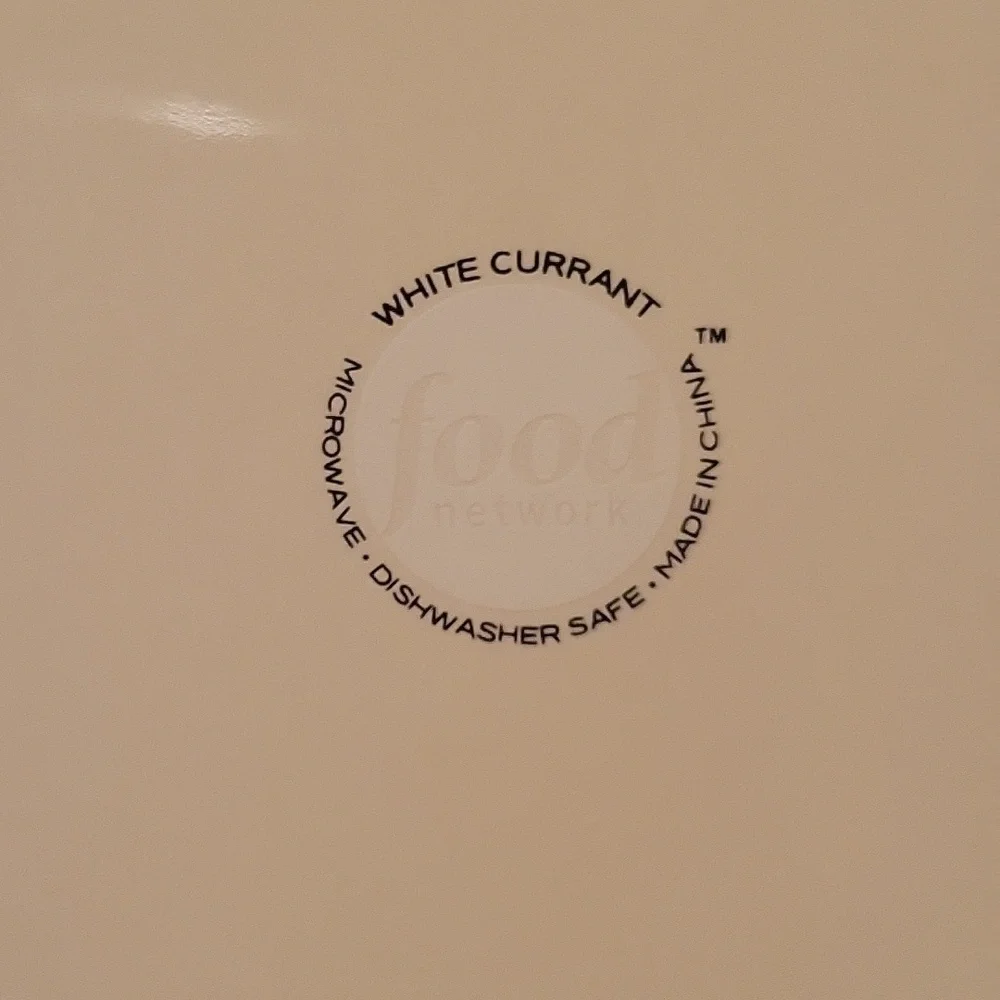 WHITE CURRANT
TM
food
network
MICROWAVE • DISHWASHER SAFE • MADE IN CHINA